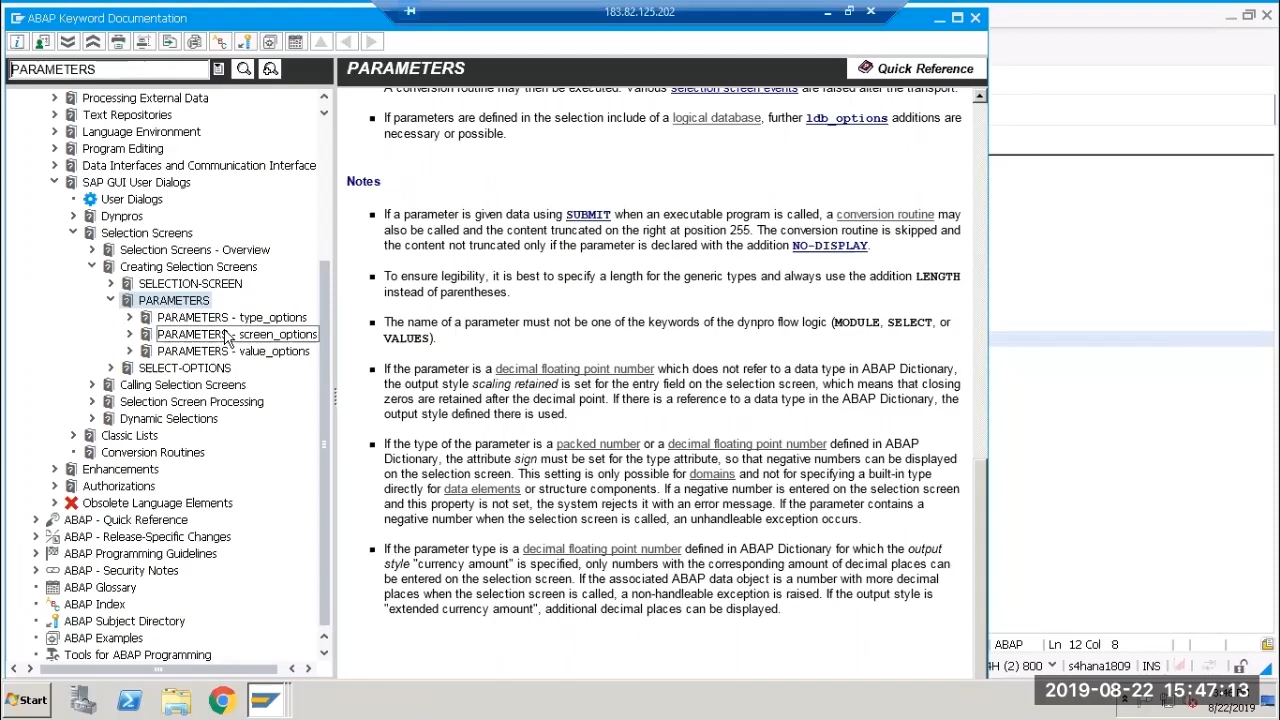 183.82.125.202
ABAP Keyword Documentation
PARAMETERS
PARAMETERS
Quick Reference
Processing External Data
Text Repositories
Language Environment
Program Editing
Data Interfaces and Communication Interface
SAP GUI User Dialogs
User Dialogs
Dynpros
Selection Screens
Selection Screens - Overview
Creating Selection Screens
SELECTION-SCREEN
PARAMETERS
PARAMETERS - type_options
PARAMETERS - screen_options
PARAMETERS - value_options
SELECT-OPTIONS
Calling Selection Screens
Selection Screen Processing
Dynamic Selections
Classic Lists
Conversion Routines
Enhancements
Authorizations
Obsolete Language Elements
ABAP - Quick Reference
ABAP - Release-Specific Changes
ABAP Programming Guidelines
ABAP - Security Notes
ABAP Glossary
ABAP Index
ABAP Subject Directory
ABAP Examples
Tools for ABAP Programming
A conversion routine may then be executed. Various selection screen events are raised after the transport.
If parameters are defined in the selection include of a logical database, further ldb_options additions are
necessary or possible.
Notes
If a parameter is given data using SUBMIT when an executable program is called, a conversion routine may
also be called and the content truncated on the right at position 255. The conversion routine is skipped and
the content not truncated only if the parameter is declared with the addition NO-DISPLAY.
To ensure legibility, it is best to specify a length for the generic types and always use the addition LENGTH
instead of parentheses.
The name of a parameter must not be one of the keywords of the dynpro flow logic (MODULE, SELECT, or
VALUES).
If the parameter is a decimal floating point number which does not refer to a data type in ABAP Dictionary,
the output style scaling retained is set for the entry field on the selection screen, which means that closing
zeros are retained after the decimal point. If there is a reference to a data type in the ABAP Dictionary, the
output style defined there is used.
If the type of the parameter is a packed number or a decimal floating point number defined in ABAP
Dictionary, the attribute sign must be set for the type attribute, so that negative numbers can be displayed
on the selection screen. This setting is only possible for domains and not for specifying a built-in type
directly for data elements or structure components. If a negative number is entered on the selection screen
and this property is not set, the system rejects it with an error message. If the parameter contains a
negative number when the selection screen is called, an unhandleable exception occurs.
If the parameter type is a decimal floating point number defined in ABAP Dictionary for which the output
style "currency amount" is specified, only numbers with the corresponding amount of decimal places can
be entered on the selection screen. If the associated ABAP data object is a number with more decimal
places when the selection screen is called, a non-handleable exception is raised. If the output style is
"extended currency amount", additional decimal places can be displayed.
ABAP Ln 12 Col 8
4H (2) 800 s4hana1809 INS
Start
2019-08-22 15:47:13
8/22/2019